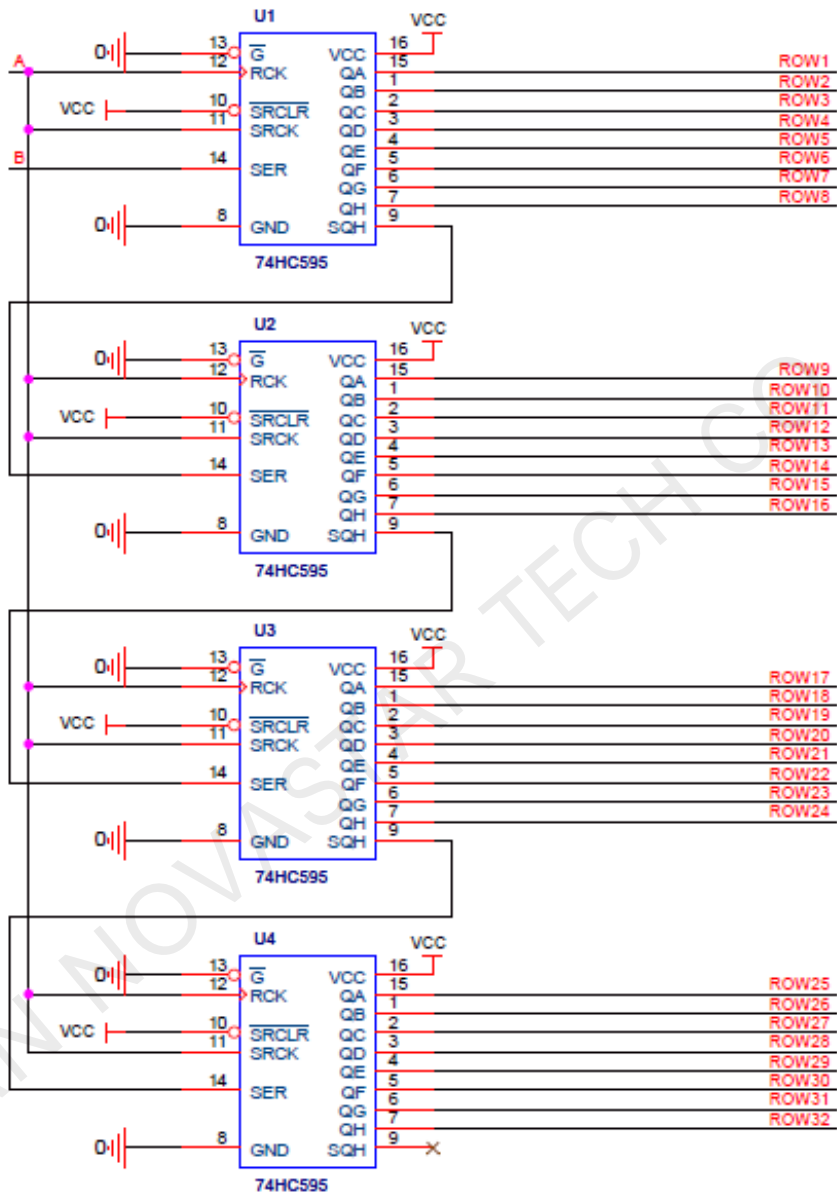 U1
VCC
0 13 G VCC 16
A 12 RCK QA 15 ROW1
QB 1 ROW2
VCC 10 SRCLR QC 2 ROW3
11 SRCK QD 3 ROW4
QE 4 ROW5
B 14 SER QF 5 ROW6
QG 6 ROW7
QH 7 ROW8
0 8 GND SQH 9
74HC595
U2
VCC
0 13 G VCC 16
12 RCK QA 15 ROW9
QB 1 ROW10
VCC 10 SRCLR QC 2 ROW11
11 SRCK QD 3 ROW12
QE 4 ROW13
14 SER QF 5 ROW14
QG 6 ROW15
QH 7 ROW16
0 8 GND SQH 9
74HC595
U3
VCC
0 13 G VCC 16
12 RCK QA 15 ROW17
QB 1 ROW18
VCC 10 SRCLR QC 2 ROW19
11 SRCK QD 3 ROW20
QE 4 ROW21
14 SER QF 5 ROW22
QG 6 ROW23
QH 7 ROW24
0 8 GND SQH 9
74HC595
U4
VCC
0 13 G VCC 16
12 RCK QA 15 ROW25
QB 1 ROW26
VCC 10 SRCLR QC 2 ROW27
11 SRCK QD 3 ROW28
QE 4 ROW29
14 SER QF 5 ROW30
QG 6 ROW31
QH 7 ROW32
0 8 GND SQH 9
74HC595
NOVASTAR TECH CO